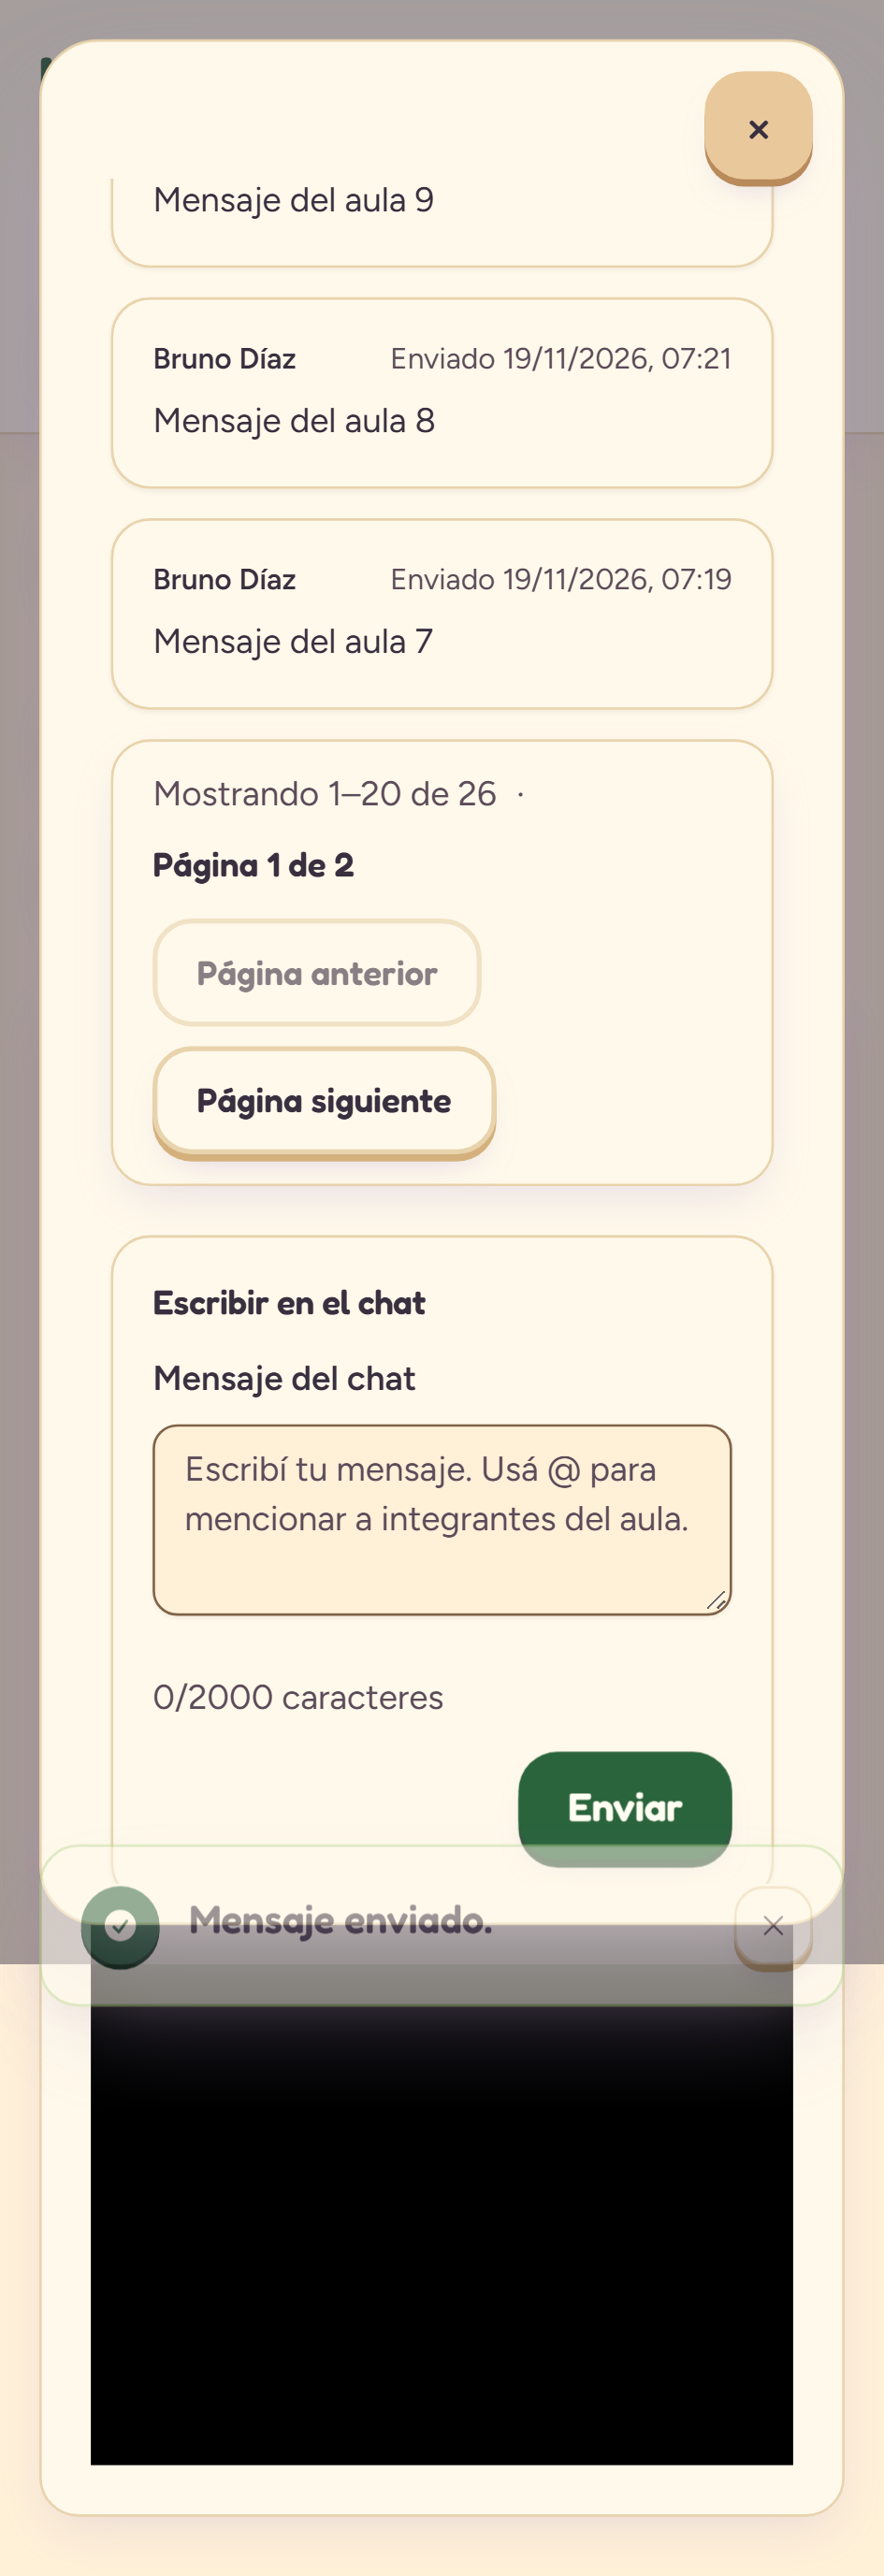 Mensaje del aula 9
Bruno Díaz Enviado 19/11/2026, 07:21
Mensaje del aula 8
Bruno Díaz Enviado 19/11/2026, 07:19
Mensaje del aula 7
Mostrando 1–20 de 26 ·
Página 1 de 2
Página anterior
Página siguiente
Escribir en el chat
Mensaje del chat
Escribí tu mensaje. Usá @ para
mencionar a integrantes del aula.
0/2000 caracteres
Enviar
Mensaje enviado.